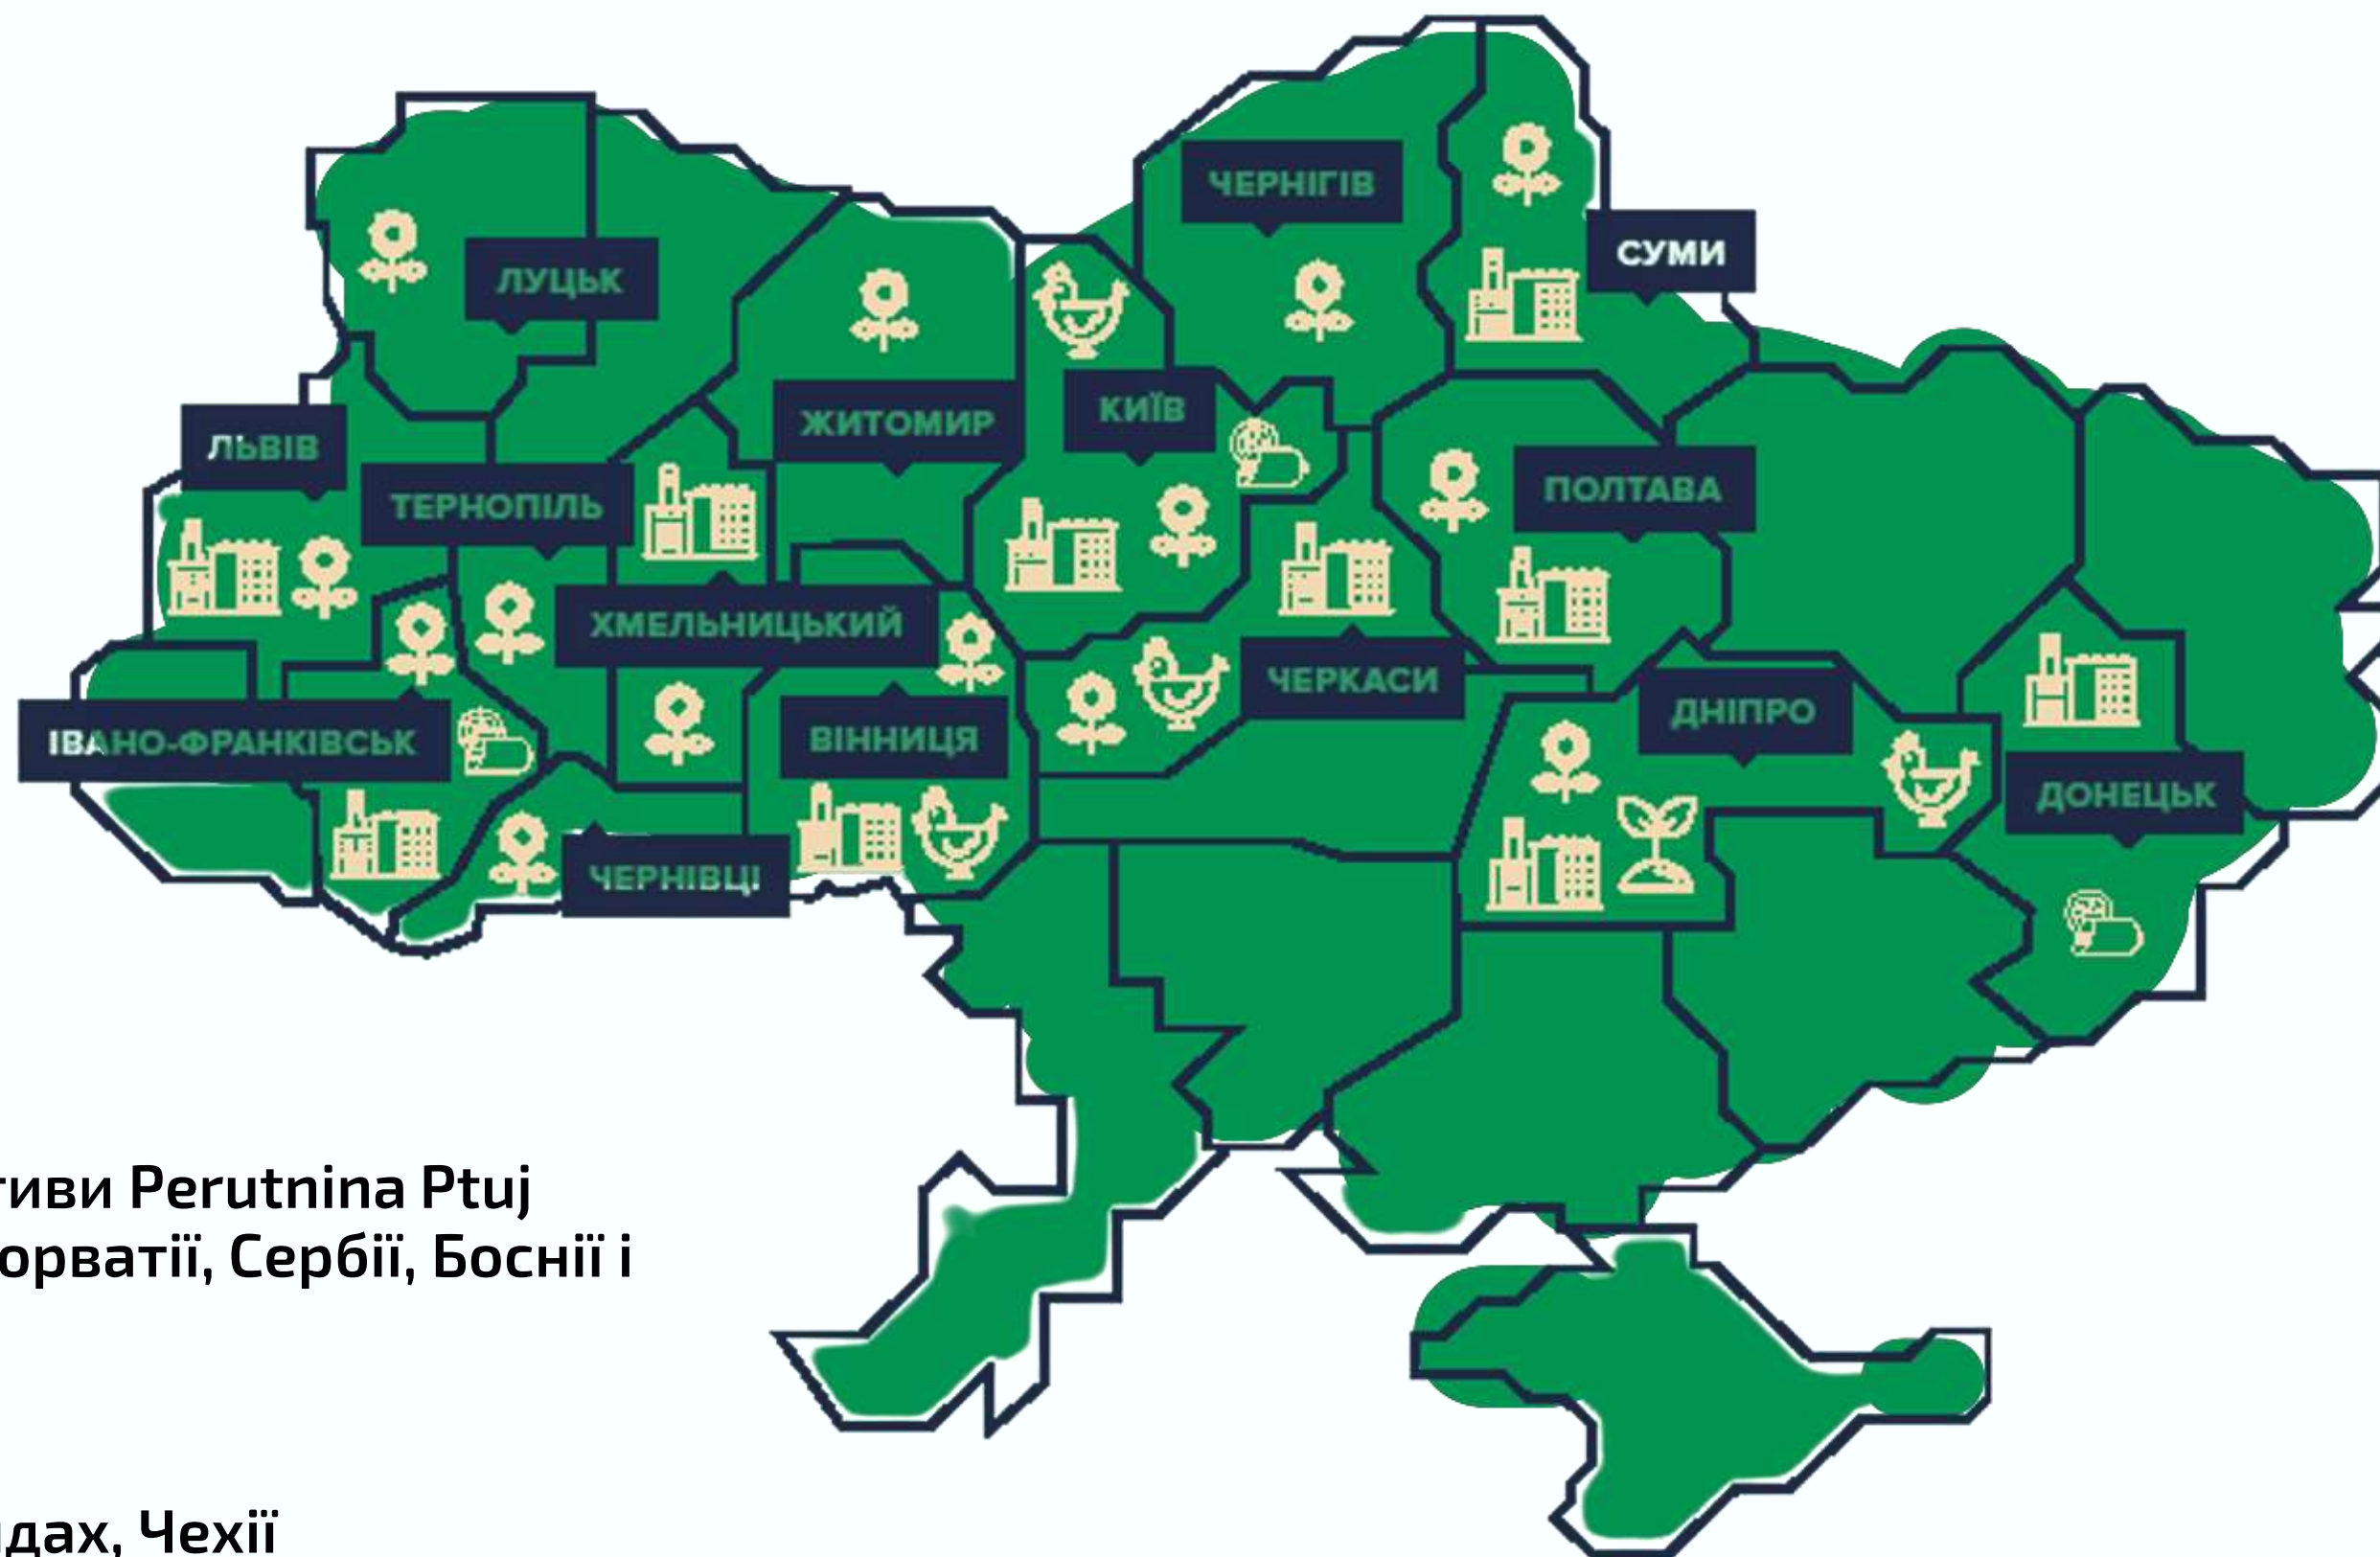 ЧЕРНІГІВ
СУМИ
ЛУЦЬК
ЖИТОМИР
КИЇВ
ЛЬВІВ
ТЕРНОПІЛЬ
ПОЛТАВА
ХМЕЛЬНИЦЬКИЙ
ЧЕРКАСИ
ДНІПРО
ІВАНО-ФРАНКІВСЬК
ВІННИЦЯ
ДОНЕЦЬК
ЧЕРНІВЦІ
тиви Perutnina Ptuj
орватії, Сербії, Боснії і
дах, Чехії